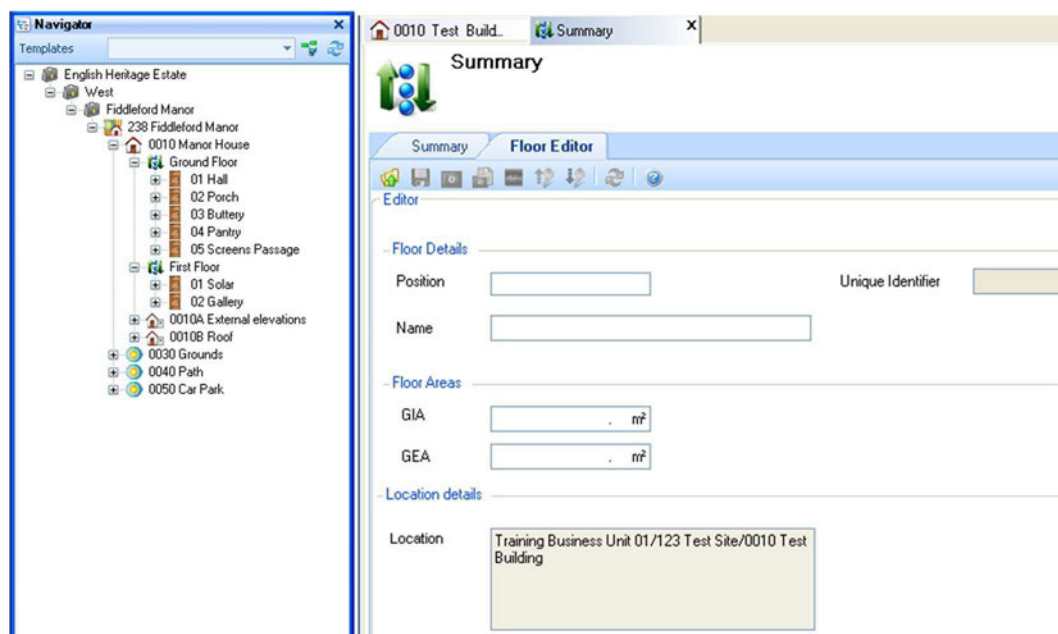 Navigator
Templates
English Heritage Estate
West
Fiddleford Manor
238 Fiddleford Manor
0010 Manor House
Ground Floor
01 Hall
02 Porch
03 Buttery
04 Pantry
05 Screens Passage
First Floor
01 Solar
02 Gallery
0010A External elevations
0010B Roof
0030 Grounds
0040 Path
0050 Car Park
0010 Test Build.. Summary x
Summary
Summary Floor Editor
Editor
Floor Details
Position Unique Identifier
Name
Floor Areas
GIA . m²
GEA . m²
Location details
Location Training Business Unit 01/123 Test Site/0010 Test
Building